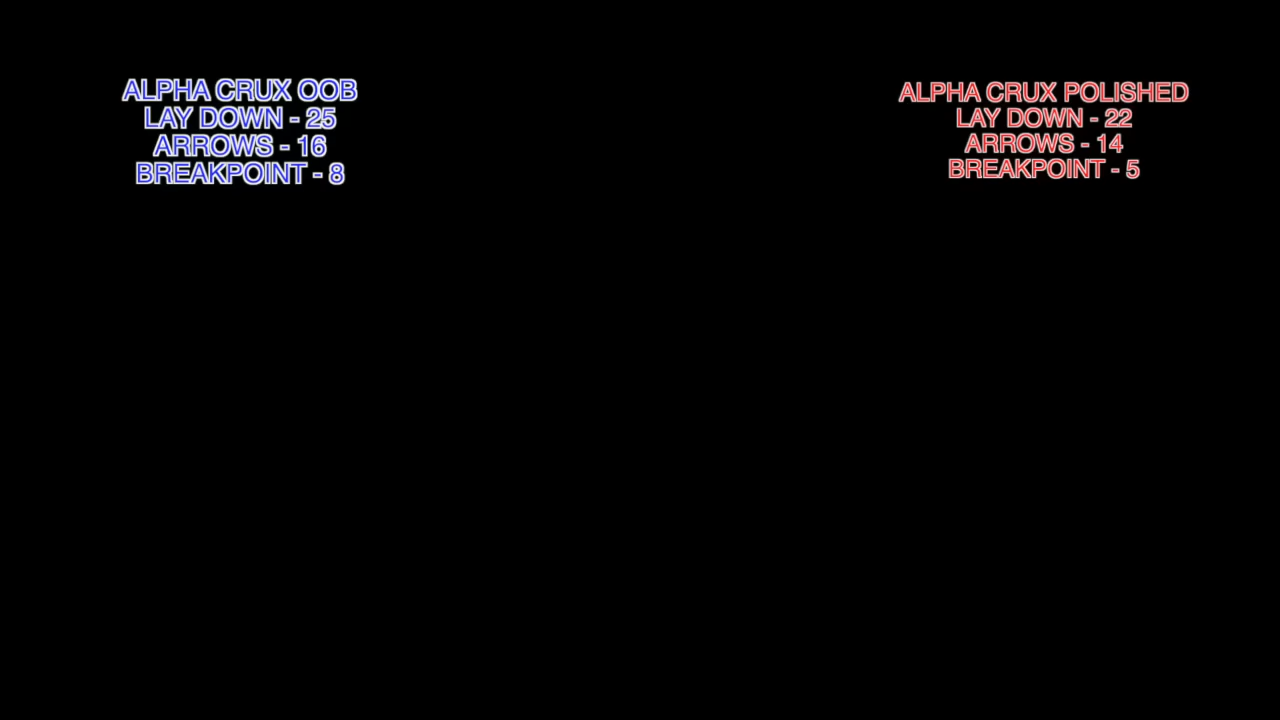 ALPHA CRUX OOB
LAY DOWN - 25
ARROWS - 16
BREAKPOINT - 8
ALPHA CRUX POLISHED
LAY DOWN - 22
ARROWS - 14
BREAKPOINT - 5